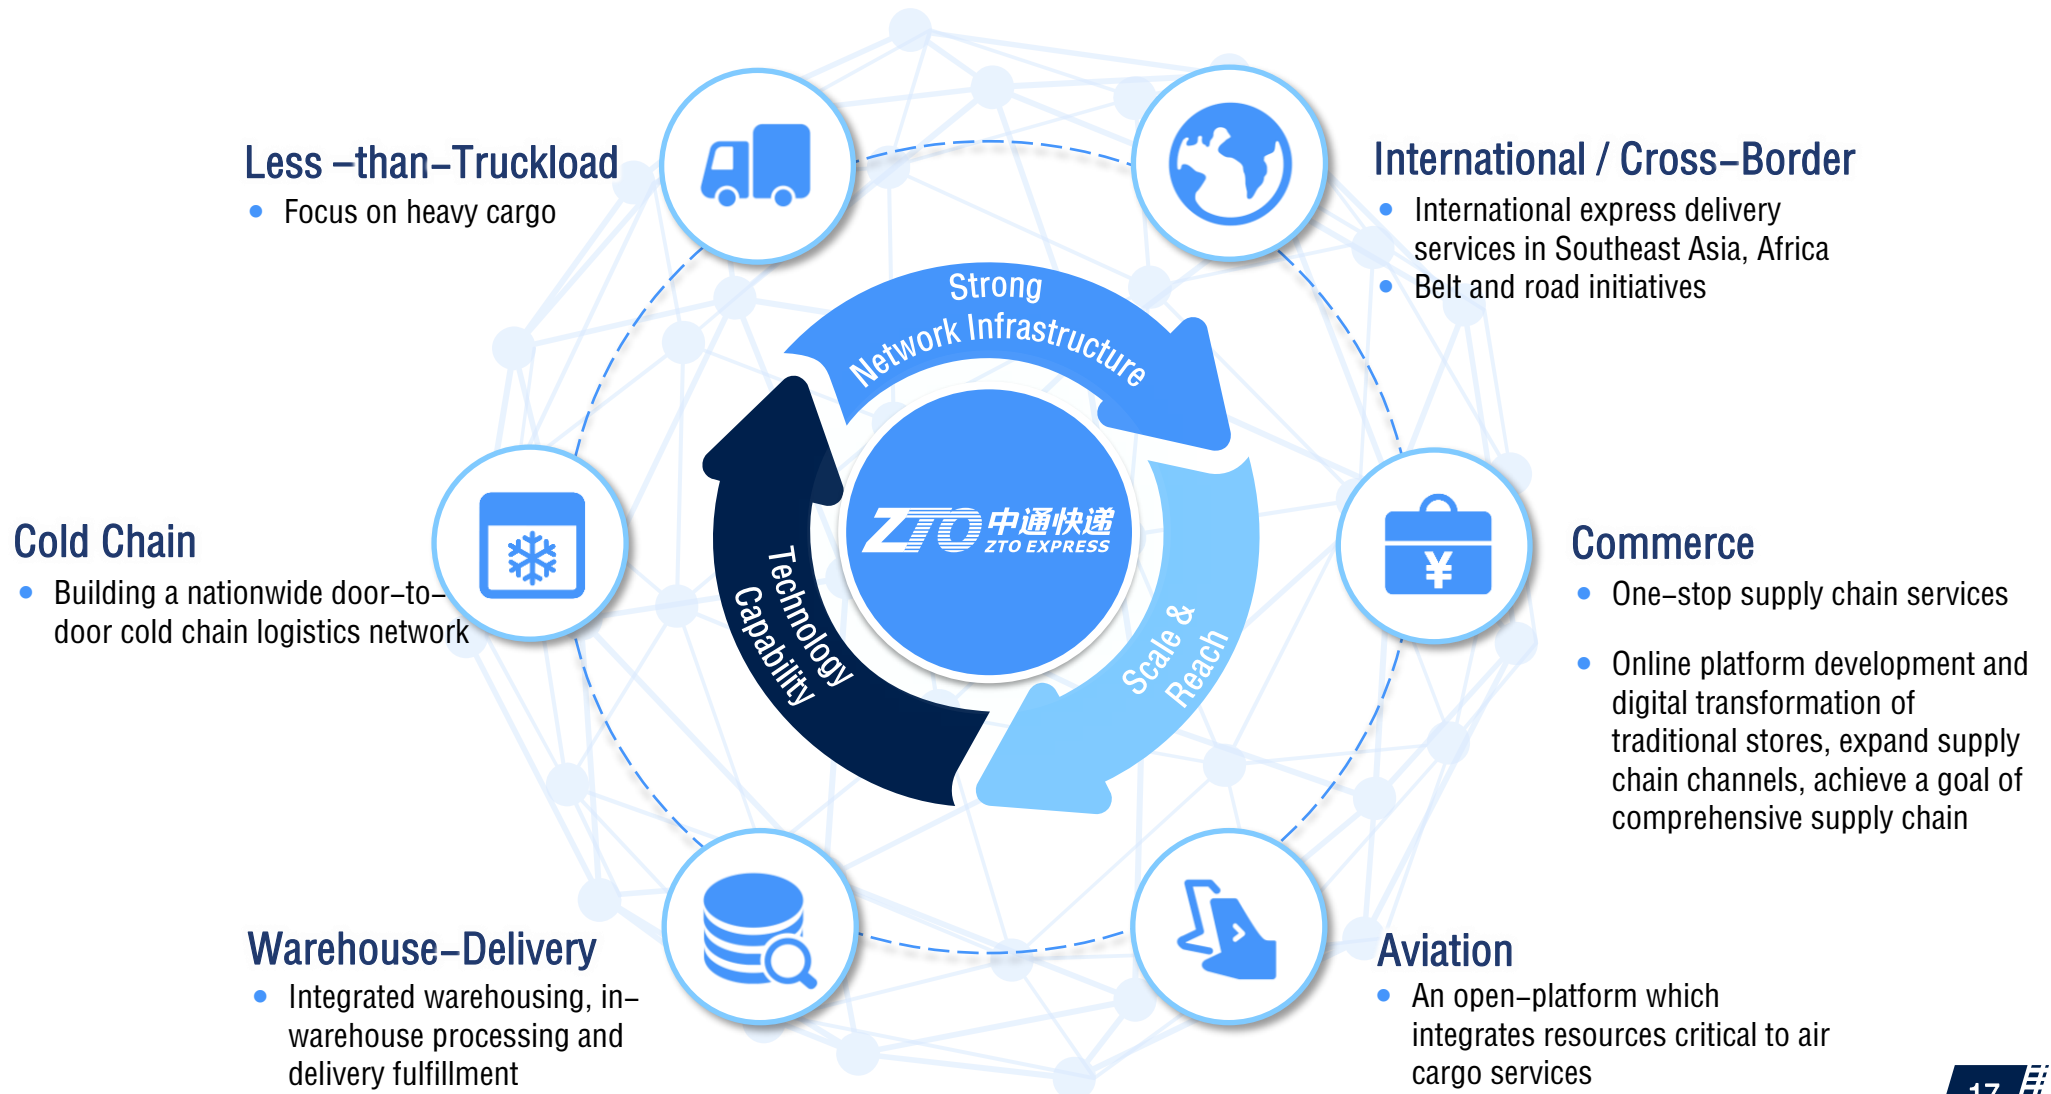 Less –than–Truckload
• Focus on heavy cargo
International / Cross–Border
• International express delivery
services in Southeast Asia, Africa
• Belt and road initiatives
Strong
Network Infrastructure
Technology
Capability
Scale &
Reach
ZTO 中通快递
ZTO EXPRESS
Cold Chain
• Building a nationwide door–to–
door cold chain logistics network
¥
Commerce
• One–stop supply chain services
• Online platform development and
digital transformation of
traditional stores, expand supply
chain channels, achieve a goal of
comprehensive supply chain
Warehouse–Delivery
• Integrated warehousing, in–
warehouse processing and
delivery fulfillment
Aviation
• An open–platform which
integrates resources critical to air
cargo services
17